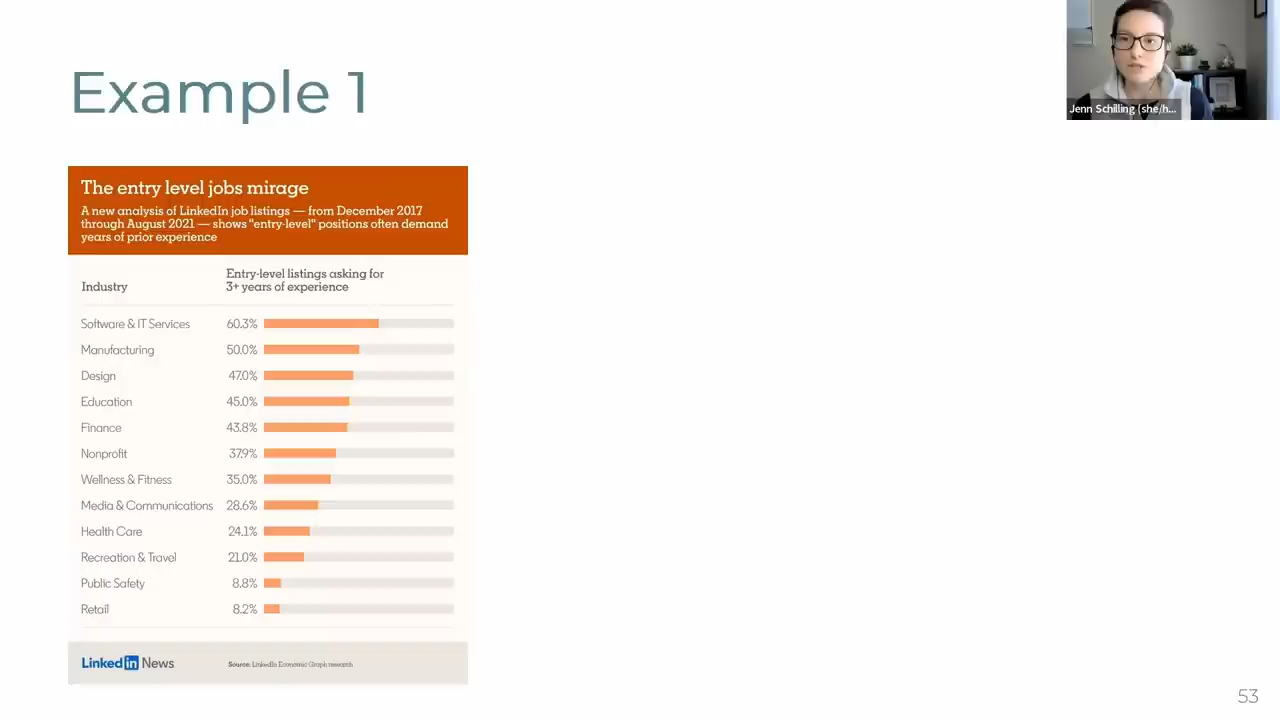 Example 1
Jenn Schilling (she/h...
The entry level jobs mirage
A new analysis of LinkedIn job listings — from December 2017
through August 2021 — shows "entry-level" positions often demand
years of prior experience
Industry
Entry-level listings asking for
3+ years of experience
Software & IT Services 60.3%
Manufacturing 50.0%
Design 47.0%
Education 45.0%
Finance 43.8%
Nonprofit 37.9%
Wellness & Fitness 35.0%
Media & Communications 28.6%
Health Care 24.1%
Recreation & Travel 21.0%
Public Safety 8.8%
Retail 8.2%
Linked in News
Source: LinkedIn Economic Graph research
53